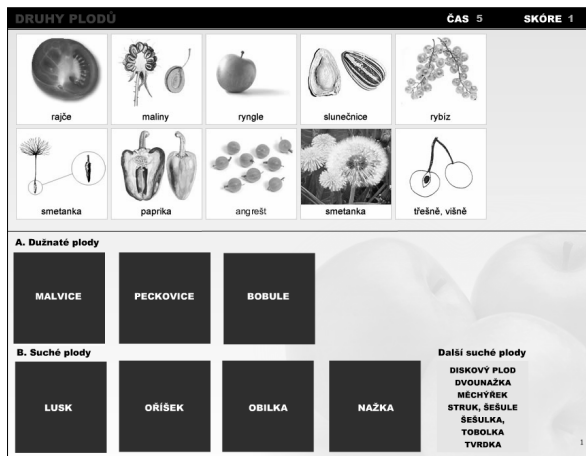 DRUHY PLODŮ ČAS 5 SKÓRE 1
rajče maliny ryngle slunečnice rybíz
smetanka paprika angrešt smetanka třešně, višně
A. Dužnaté plody
MALVICE PECKOVICE BOBULE
B. Suché plody
LUSK OŘÍŠEK OBILKA NAŽKA
Další suché plody
DISKOVÝ PLOD
DVOUNAŽKA
MĚCHÝŘEK
STRUK, ŠEŠULE
ŠEŠULKA,
TOBOLKA
TVRDKA
1